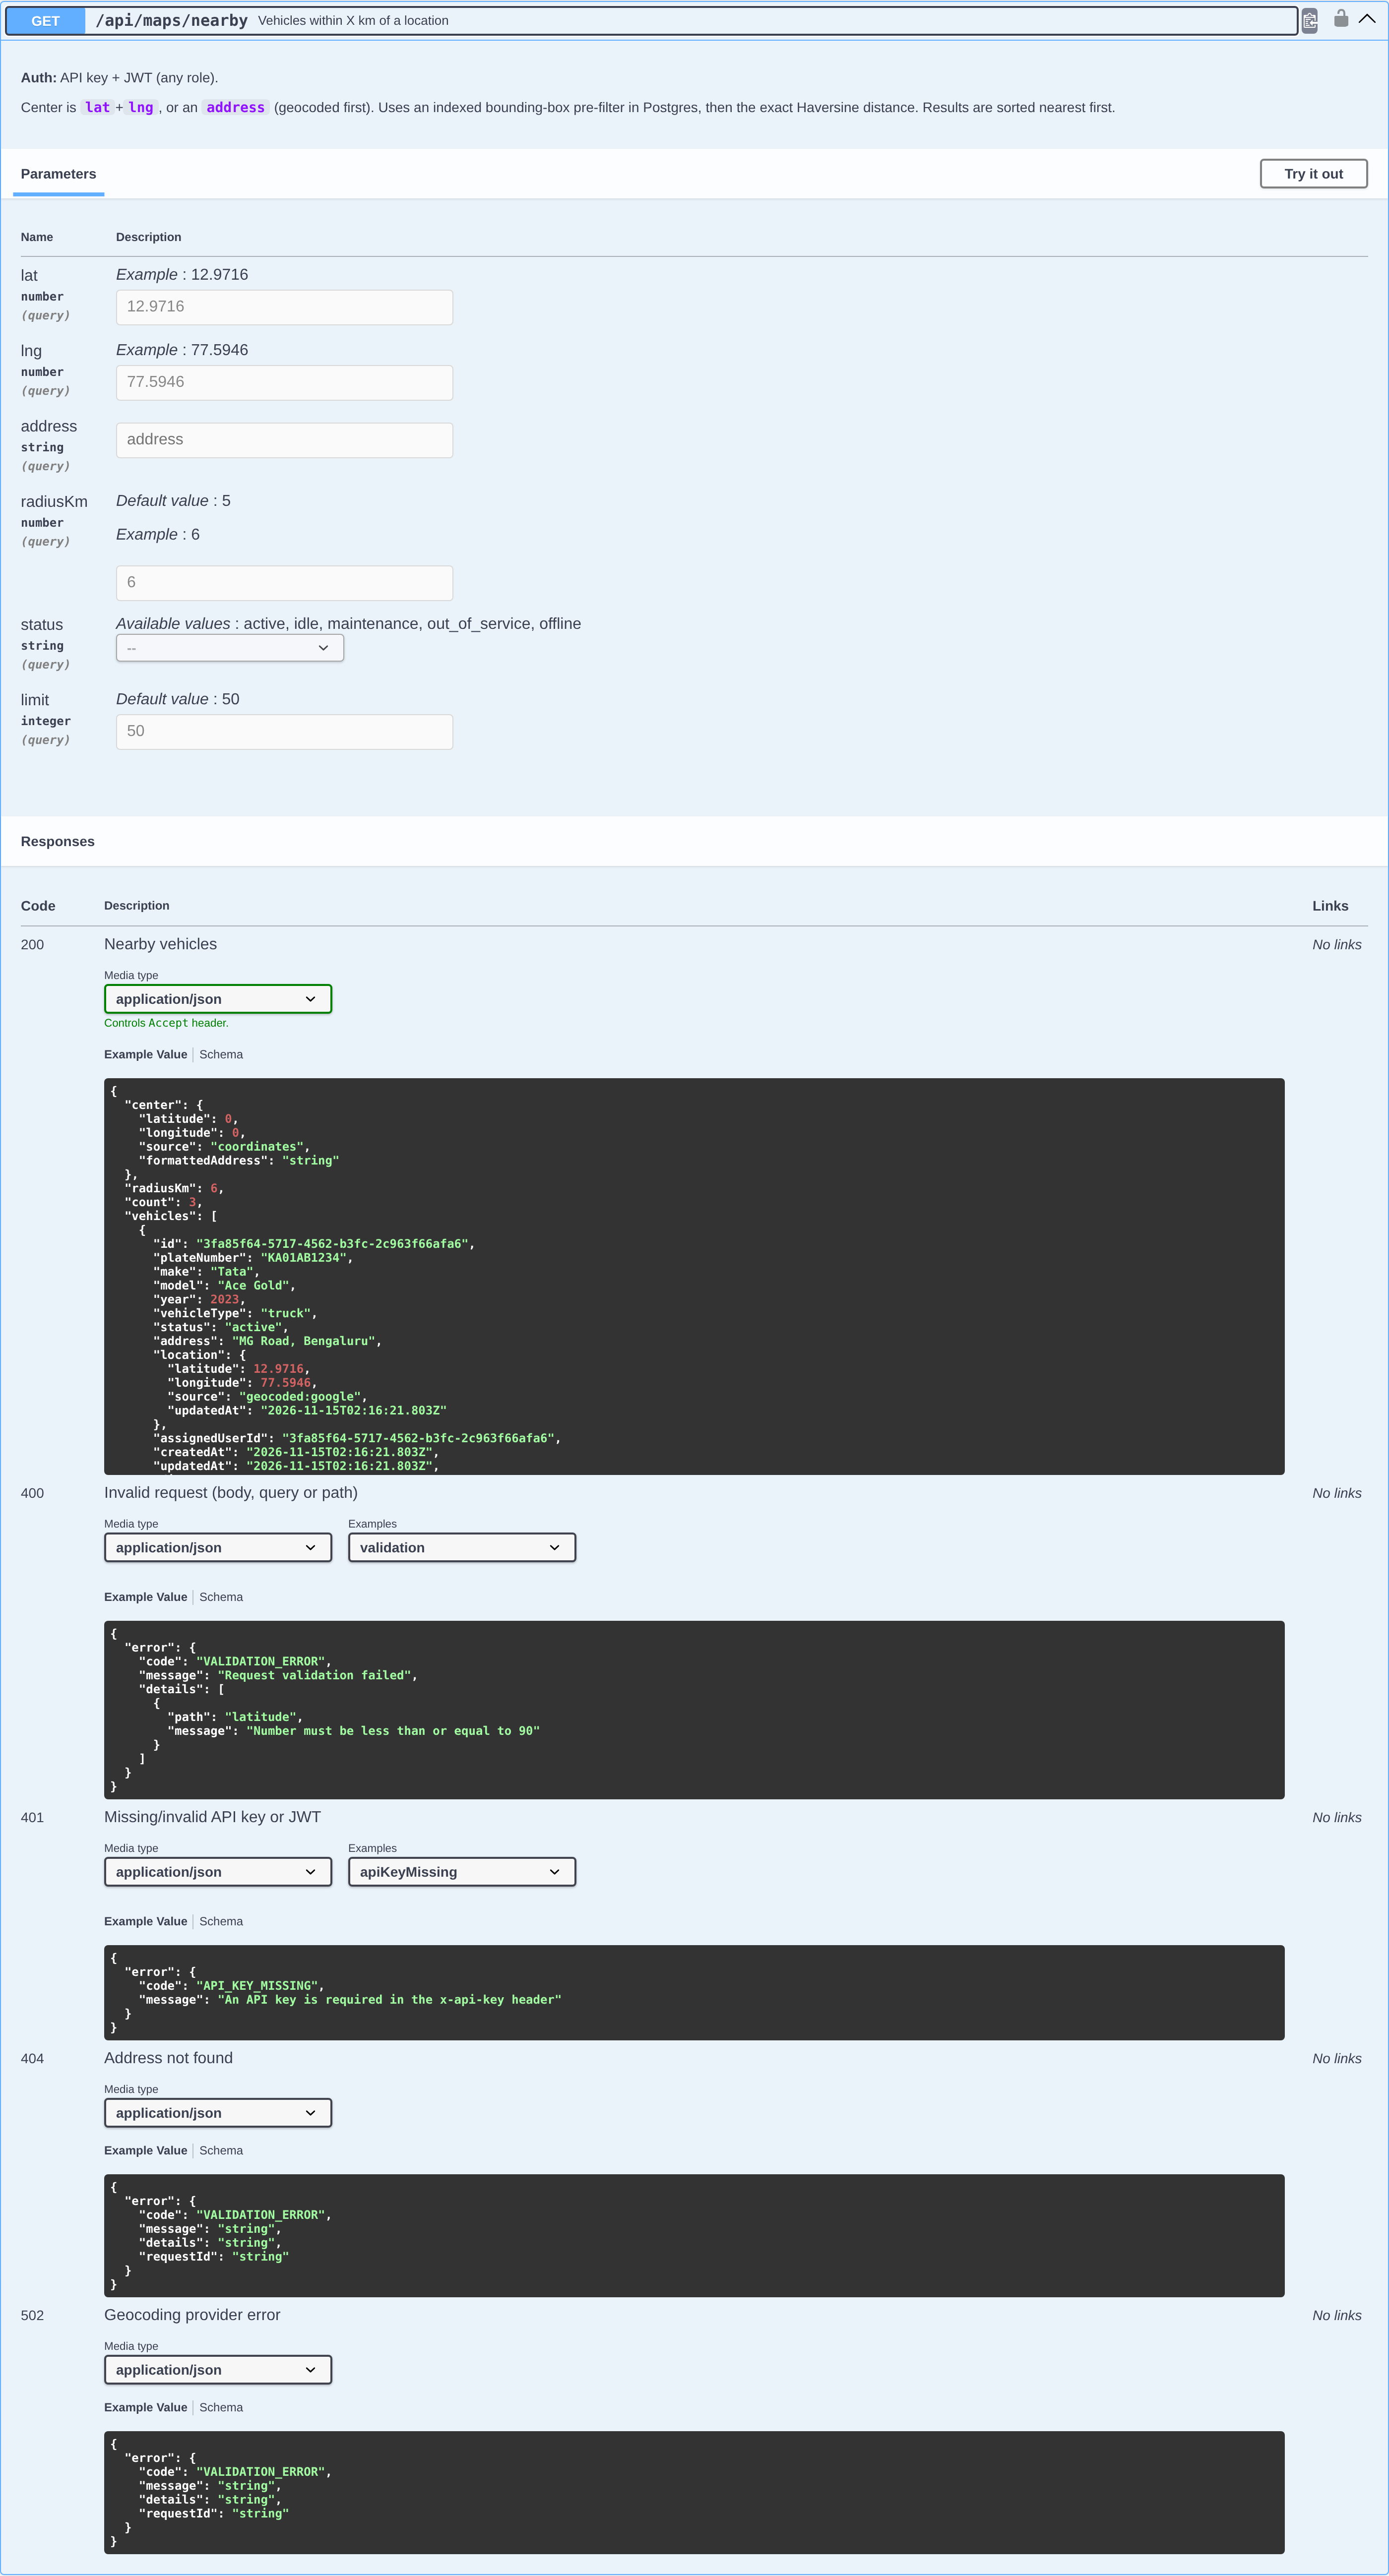 GET /api/maps/nearby Vehicles within X km of a location
Auth: API key + JWT (any role).
Center is lat+lng, or an address (geocoded first). Uses an indexed bounding-box pre-filter in Postgres, then the exact Haversine distance. Results are sorted nearest first.
Parameters Try it out
Name Description
lat Example : 12.9716
number
(query)
12.9716
lng Example : 77.5946
number
(query)
77.5946
address
string
(query)
address
radiusKm Default value : 5
number
(query)
Example : 6
6
status Available values : active, idle, maintenance, out_of_service, offline
string
(query)
--
limit Default value : 50
integer
(query)
50
Responses
Code Description Links
200 Nearby vehicles No links
Media type
application/json
Controls Accept header.
Example Value Schema
{
  "center": {
    "latitude": 0,
    "longitude": 0,
    "source": "coordinates",
    "formattedAddress": "string"
  },
  "radiusKm": 6,
  "count": 3,
  "vehicles": [
    {
      "id": "3fa85f64-5717-4562-b3fc-2c963f66afa6",
      "plateNumber": "KA01AB1234",
      "make": "Tata",
      "model": "Ace Gold",
      "year": 2023,
      "vehicleType": "truck",
      "status": "active",
      "address": "MG Road, Bengaluru",
      "location": {
        "latitude": 12.9716,
        "longitude": 77.5946,
        "source": "geocoded:google",
        "updatedAt": "2026-11-15T02:16:21.803Z"
      },
      "assignedUserId": "3fa85f64-5717-4562-b3fc-2c963f66afa6",
      "createdAt": "2026-11-15T02:16:21.803Z",
      "updatedAt": "2026-11-15T02:16:21.803Z",
400 Invalid request (body, query or path) No links
Media type Examples
application/json validation
Example Value Schema
{
  "error": {
    "code": "VALIDATION_ERROR",
    "message": "Request validation failed",
    "details": [
      {
        "path": "latitude",
        "message": "Number must be less than or equal to 90"
      }
    ]
  }
}
401 Missing/invalid API key or JWT No links
Media type Examples
application/json apiKeyMissing
Example Value Schema
{
  "error": {
    "code": "API_KEY_MISSING",
    "message": "An API key is required in the x-api-key header"
  }
}
404 Address not found No links
Media type
application/json
Example Value Schema
{
  "error": {
    "code": "VALIDATION_ERROR",
    "message": "string",
    "details": "string",
    "requestId": "string"
  }
}
502 Geocoding provider error No links
Media type
application/json
Example Value Schema
{
  "error": {
    "code": "VALIDATION_ERROR",
    "message": "string",
    "details": "string",
    "requestId": "string"
  }
}